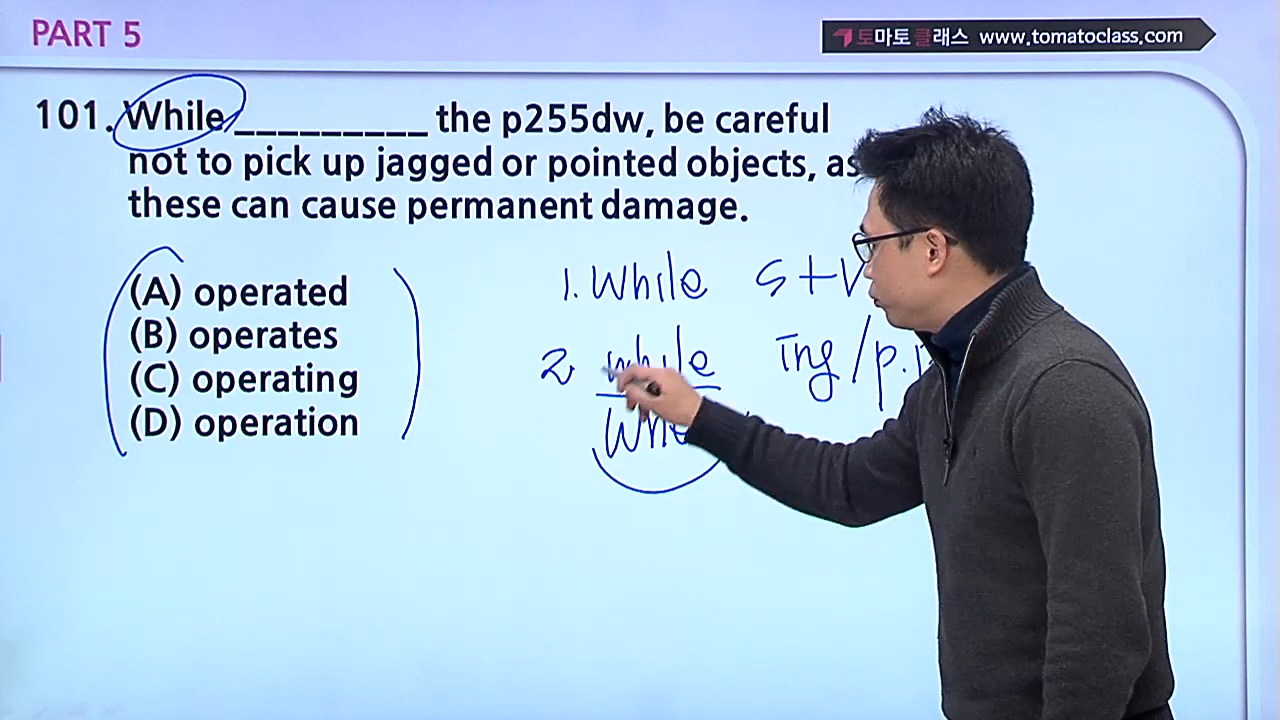 PART 5
토마토클래스 www.tomatoclass.com
101. While _________ the p255dw, be careful
not to pick up jagged or pointed objects, as
these can cause permanent damage.
(A) operated
(B) operates
(C) operating
(D) operation
1. While S+V
2 while ing/p.p